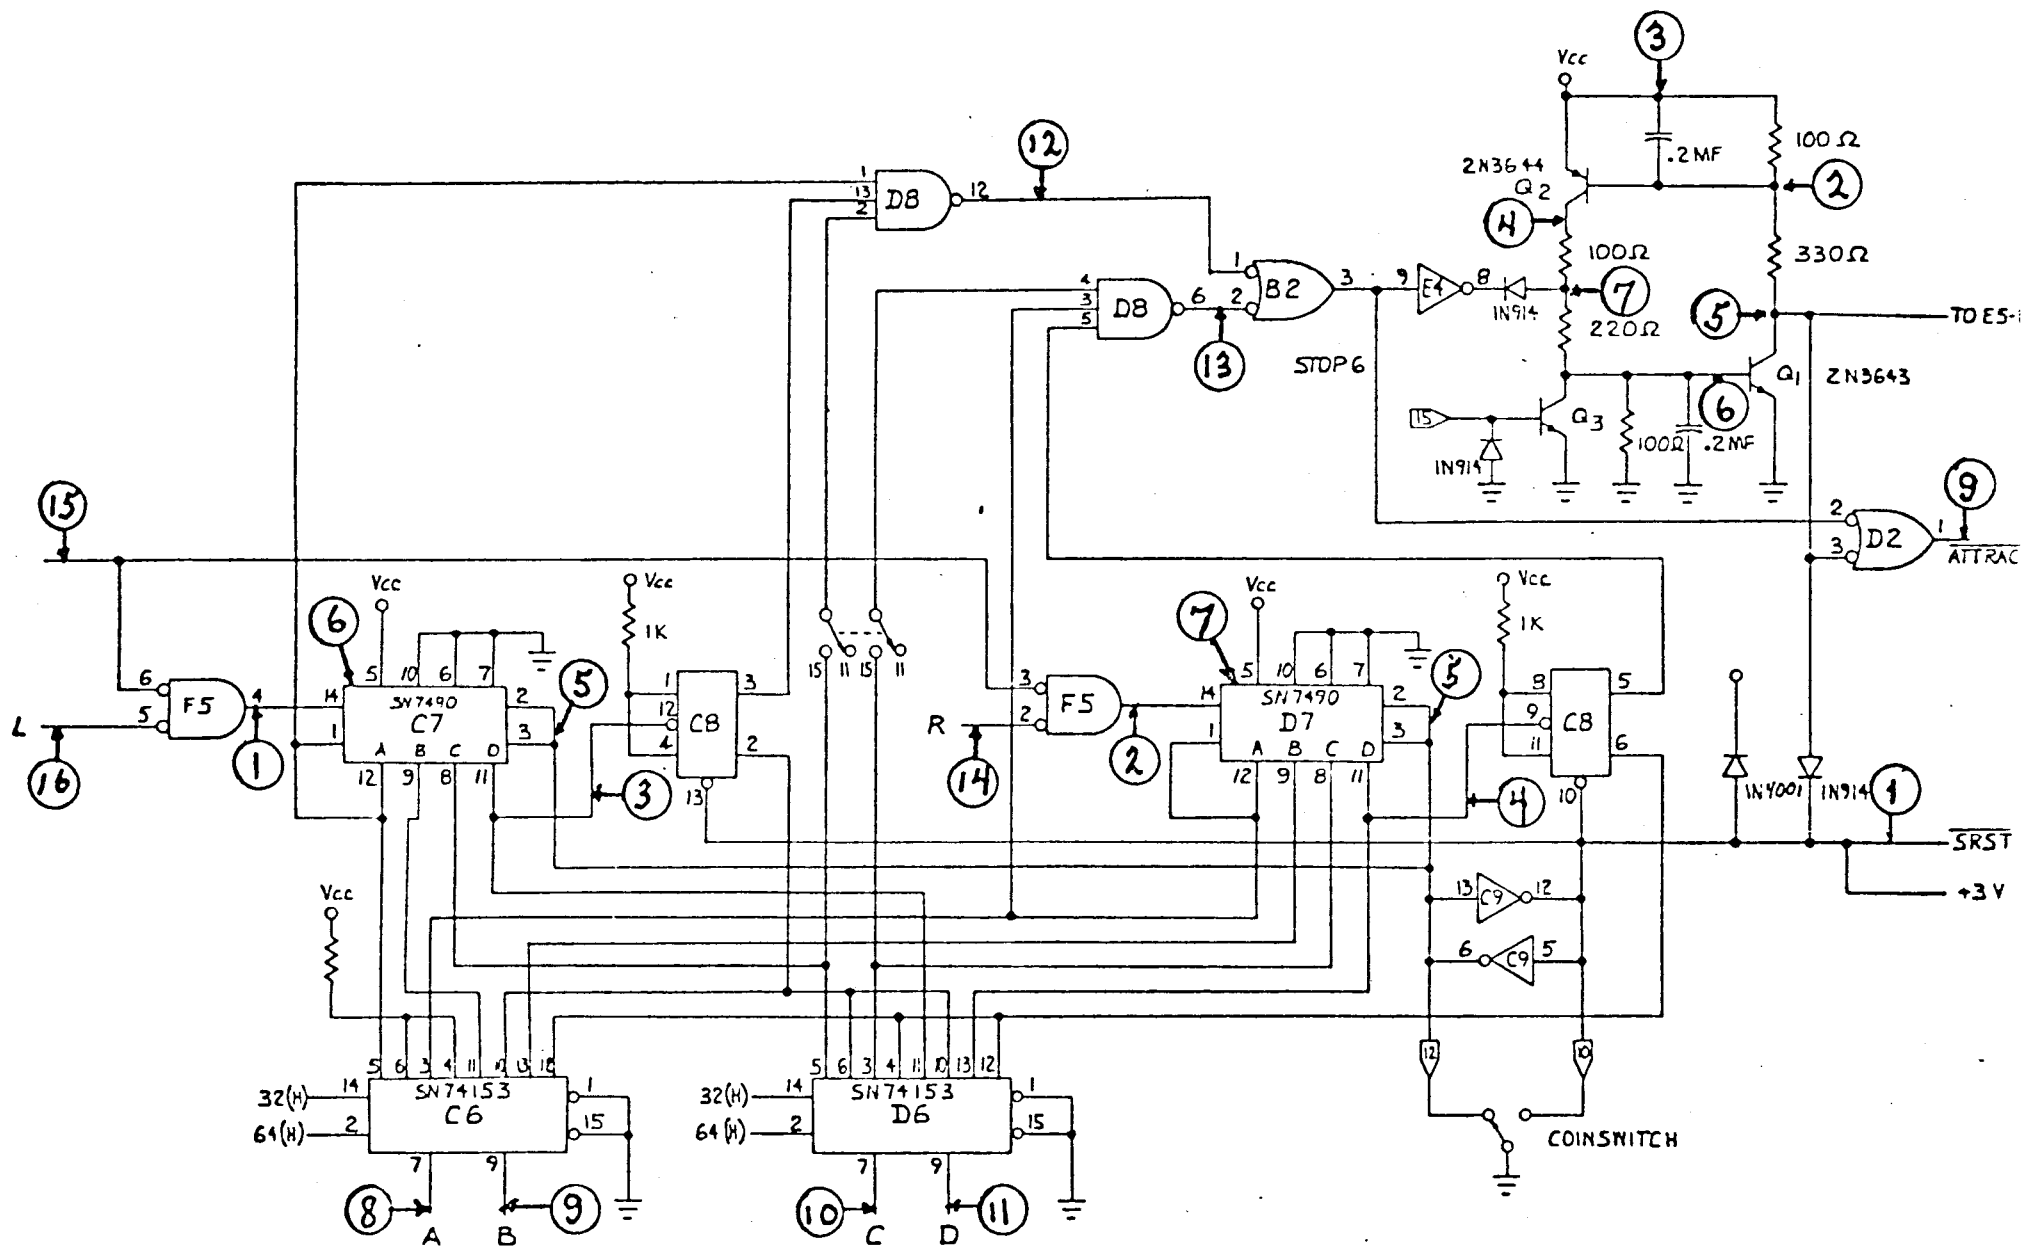 3
Vcc
.2MF
100Ω
2N3644
Q2
2
4
100Ω
330Ω
12
1
13
2
D8
12
1
2
B2
3
9
E4
8
1N914
7
220Ω
5
TO E5-
4
3
5
D8
6
13
STOP 6
Q1
2N3643
6
15
Q3
100Ω
.2MF
1N914
9
2
3
D2
1
ATTRAC
15
Vcc
Vcc
1K
6
5
10
6
7
5
15
11
15
11
7
Vcc
5
10
6
7
5
Vcc
1K
6
5
F5
4
14
SN7490
C7
2
3
1
A
B
C
D
12
9
8
11
L
16
1
1
12
4
C8
3
2
13
3
3
2
F5
R
14
2
14
SN7490
D7
2
3
1
A
B
C
D
12
9
8
11
8
9
11
C8
5
6
10
4
1N4001
1N914
1
SRST
+3V
Vcc
13
C9
12
6
C9
5
5
6
3
4
11
10
13
12
SN74153
C6
32(H)
14
64(H)
2
1
15
7
9
8
A
B
9
5
6
3
4
11
10
13
12
SN74153
D6
32(H)
14
64(H)
2
1
15
7
9
10
C
D
11
12
10
COINSWITCH